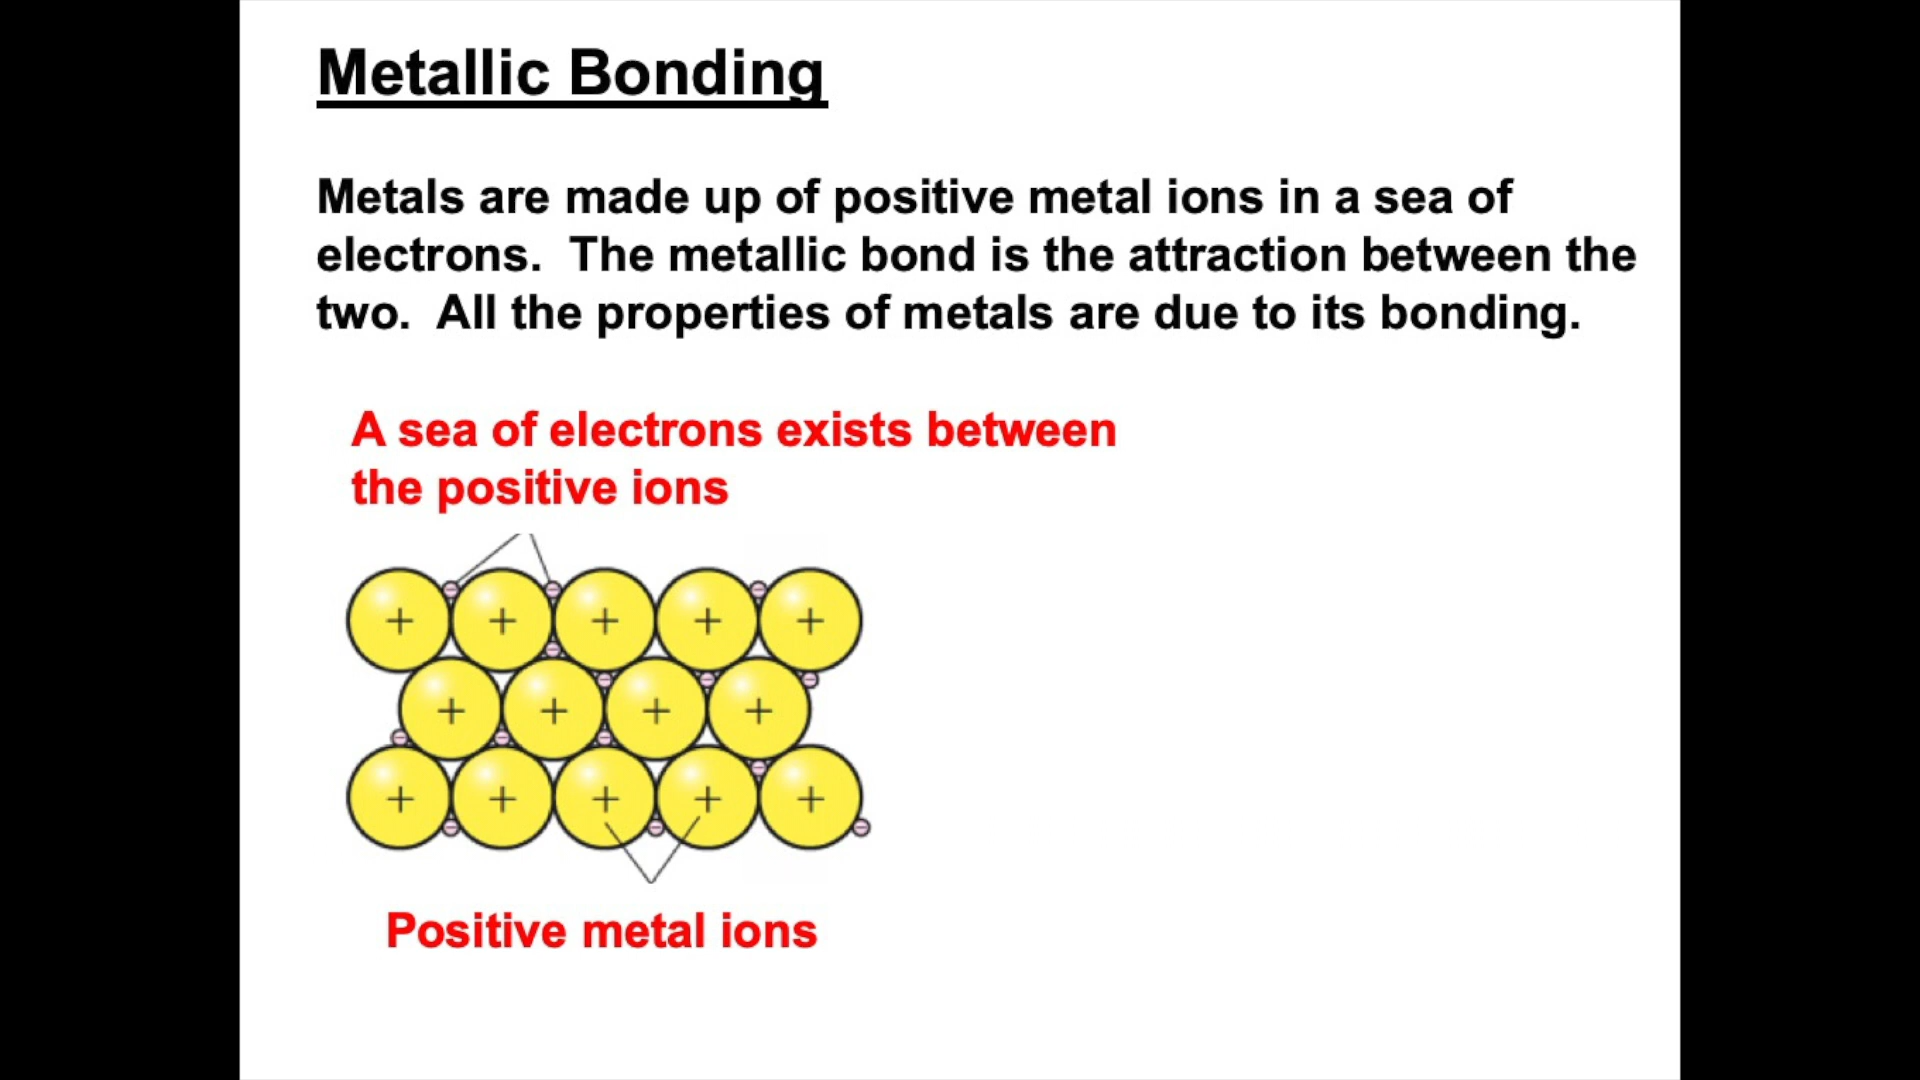 Metallic Bonding
Metals are made up of positive metal ions in a sea of
electrons.  The metallic bond is the attraction between the
two.  All the properties of metals are due to its bonding.
A sea of electrons exists between
the positive ions
+ + + + +
+ + + +
+ + + + +
Positive metal ions